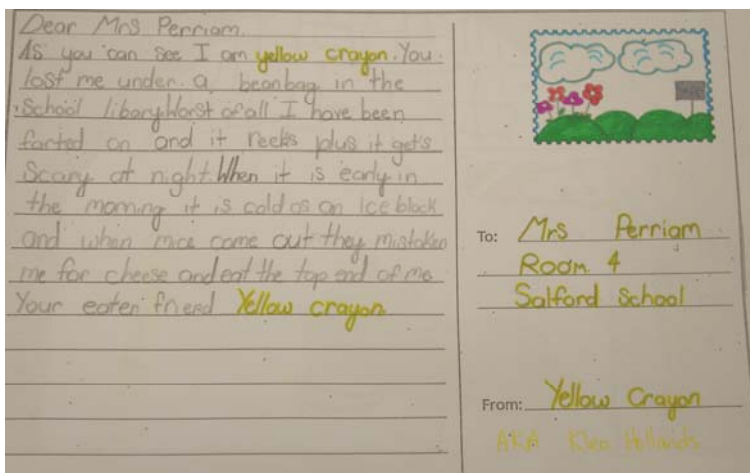 Dear Mrs Perriam.
As you can see I am yellow crayon. You
lost me under a beanbag in the
school libary. Worst of all I have been
farted on and it reeks plus it gets
scary at night. When it is early in
the morning it is cold as an ice block
and when mice come out they mistaken
me for cheese and eat the top end of me
Your eaten friend Yellow crayon
To: Mrs Perriam
Room 4
Salford School
From: Yellow Crayon
AKA Hollands